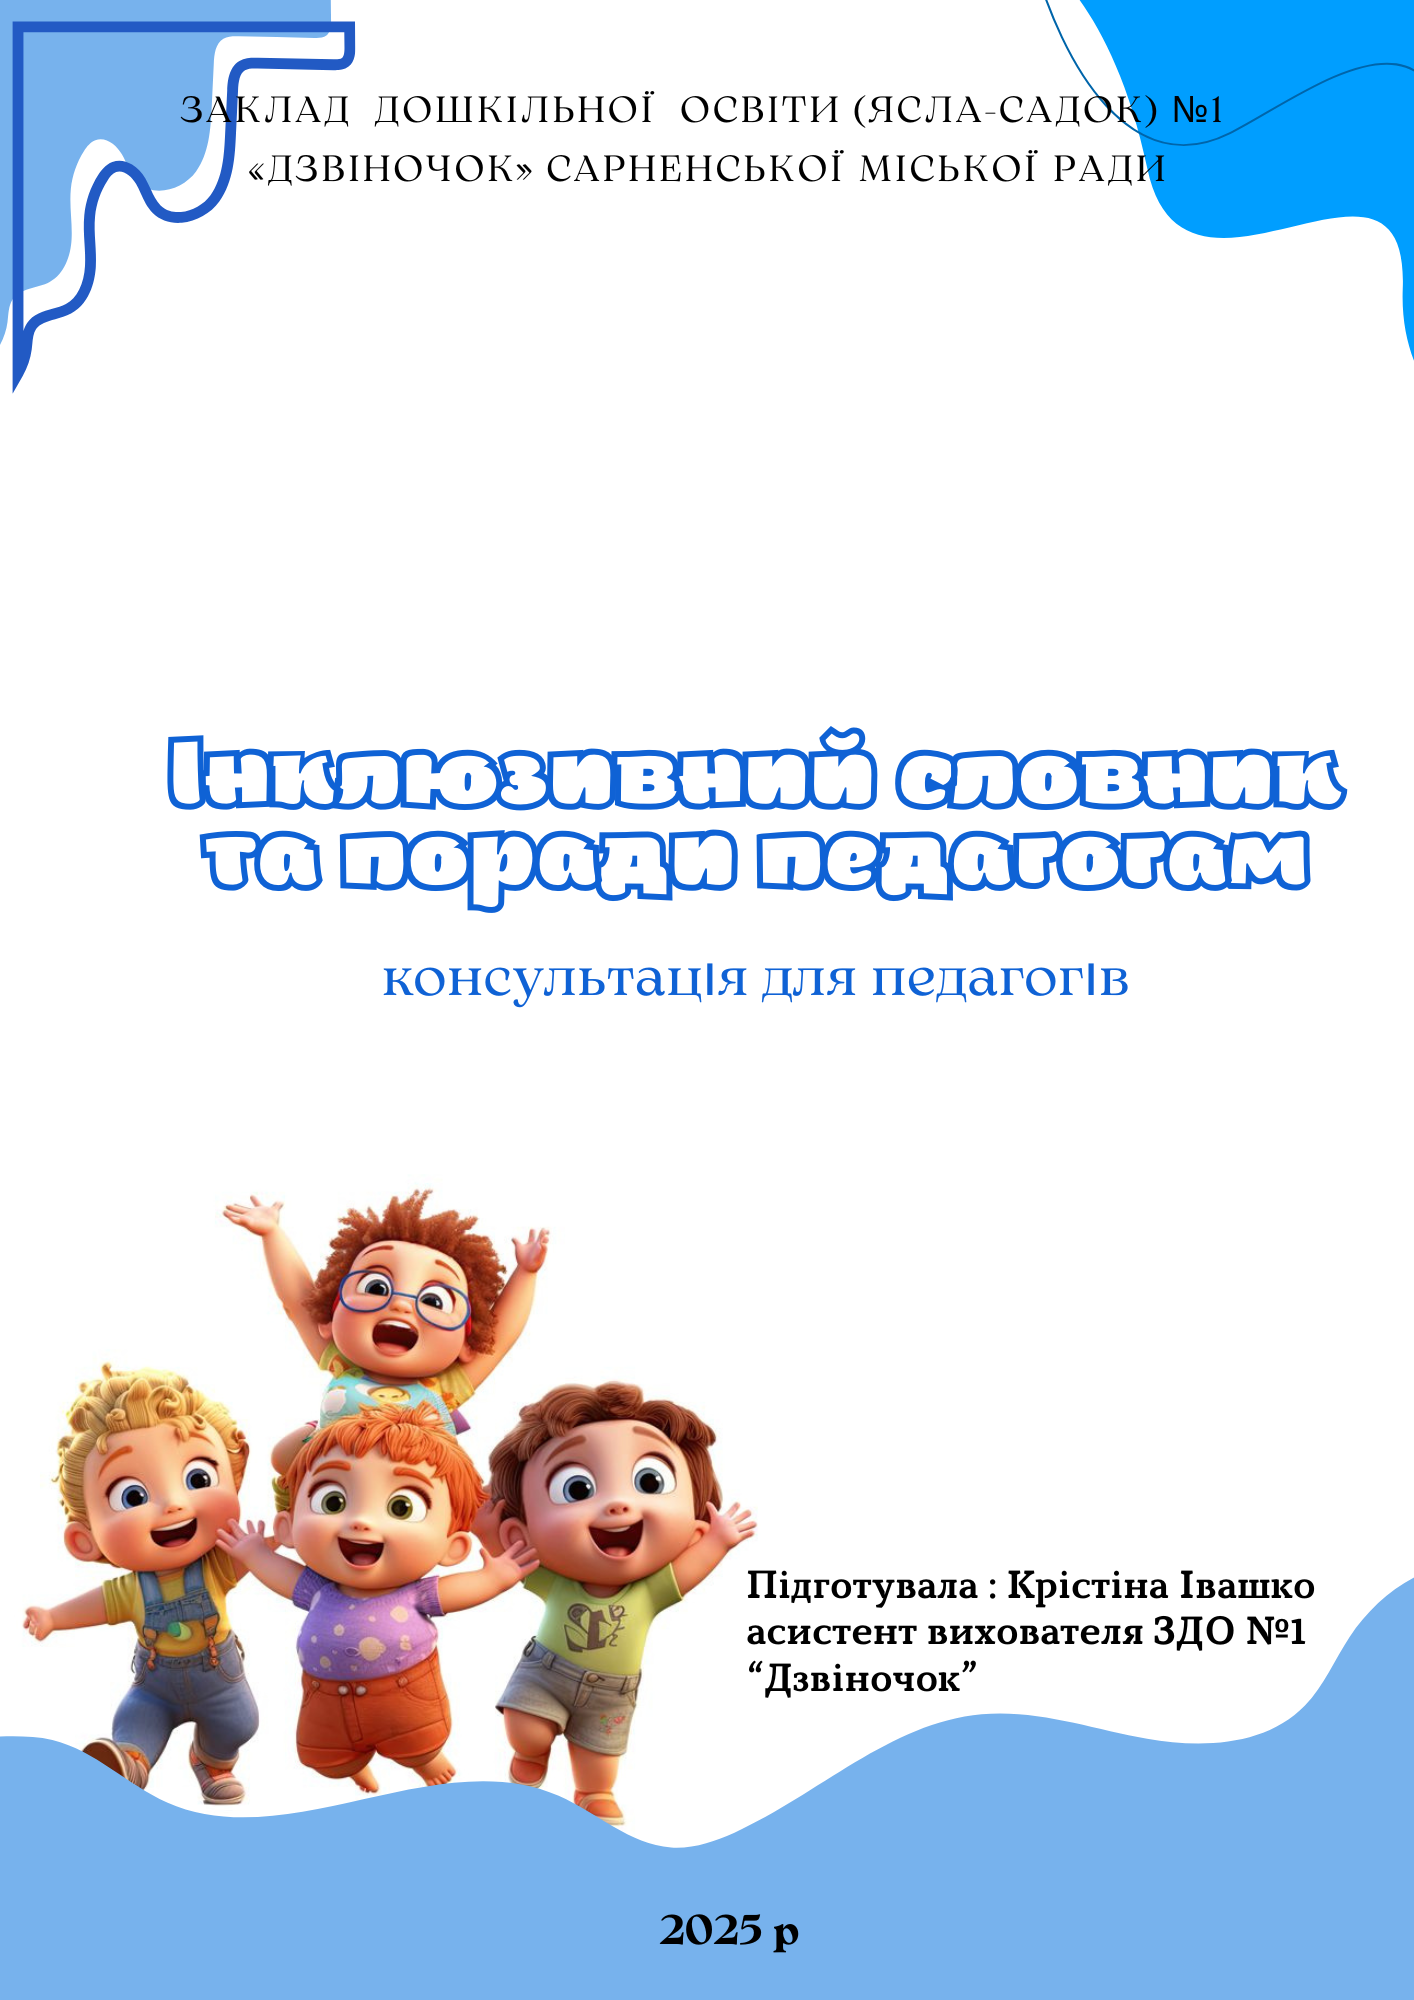 ЗАКЛАД ДОШКІЛЬНОЇ ОСВІТИ (ЯСЛА-САДОК) №1
«ДЗВІНОЧОК» САРНЕНСЬКОЇ МІСЬКОЇ РАДИ
Інклюзивний словник
та поради педагогам
консультація для педагогів
Підготувала : Крістіна Івашко
асистент вихователя ЗДО №1
“Дзвіночок”
2025 р